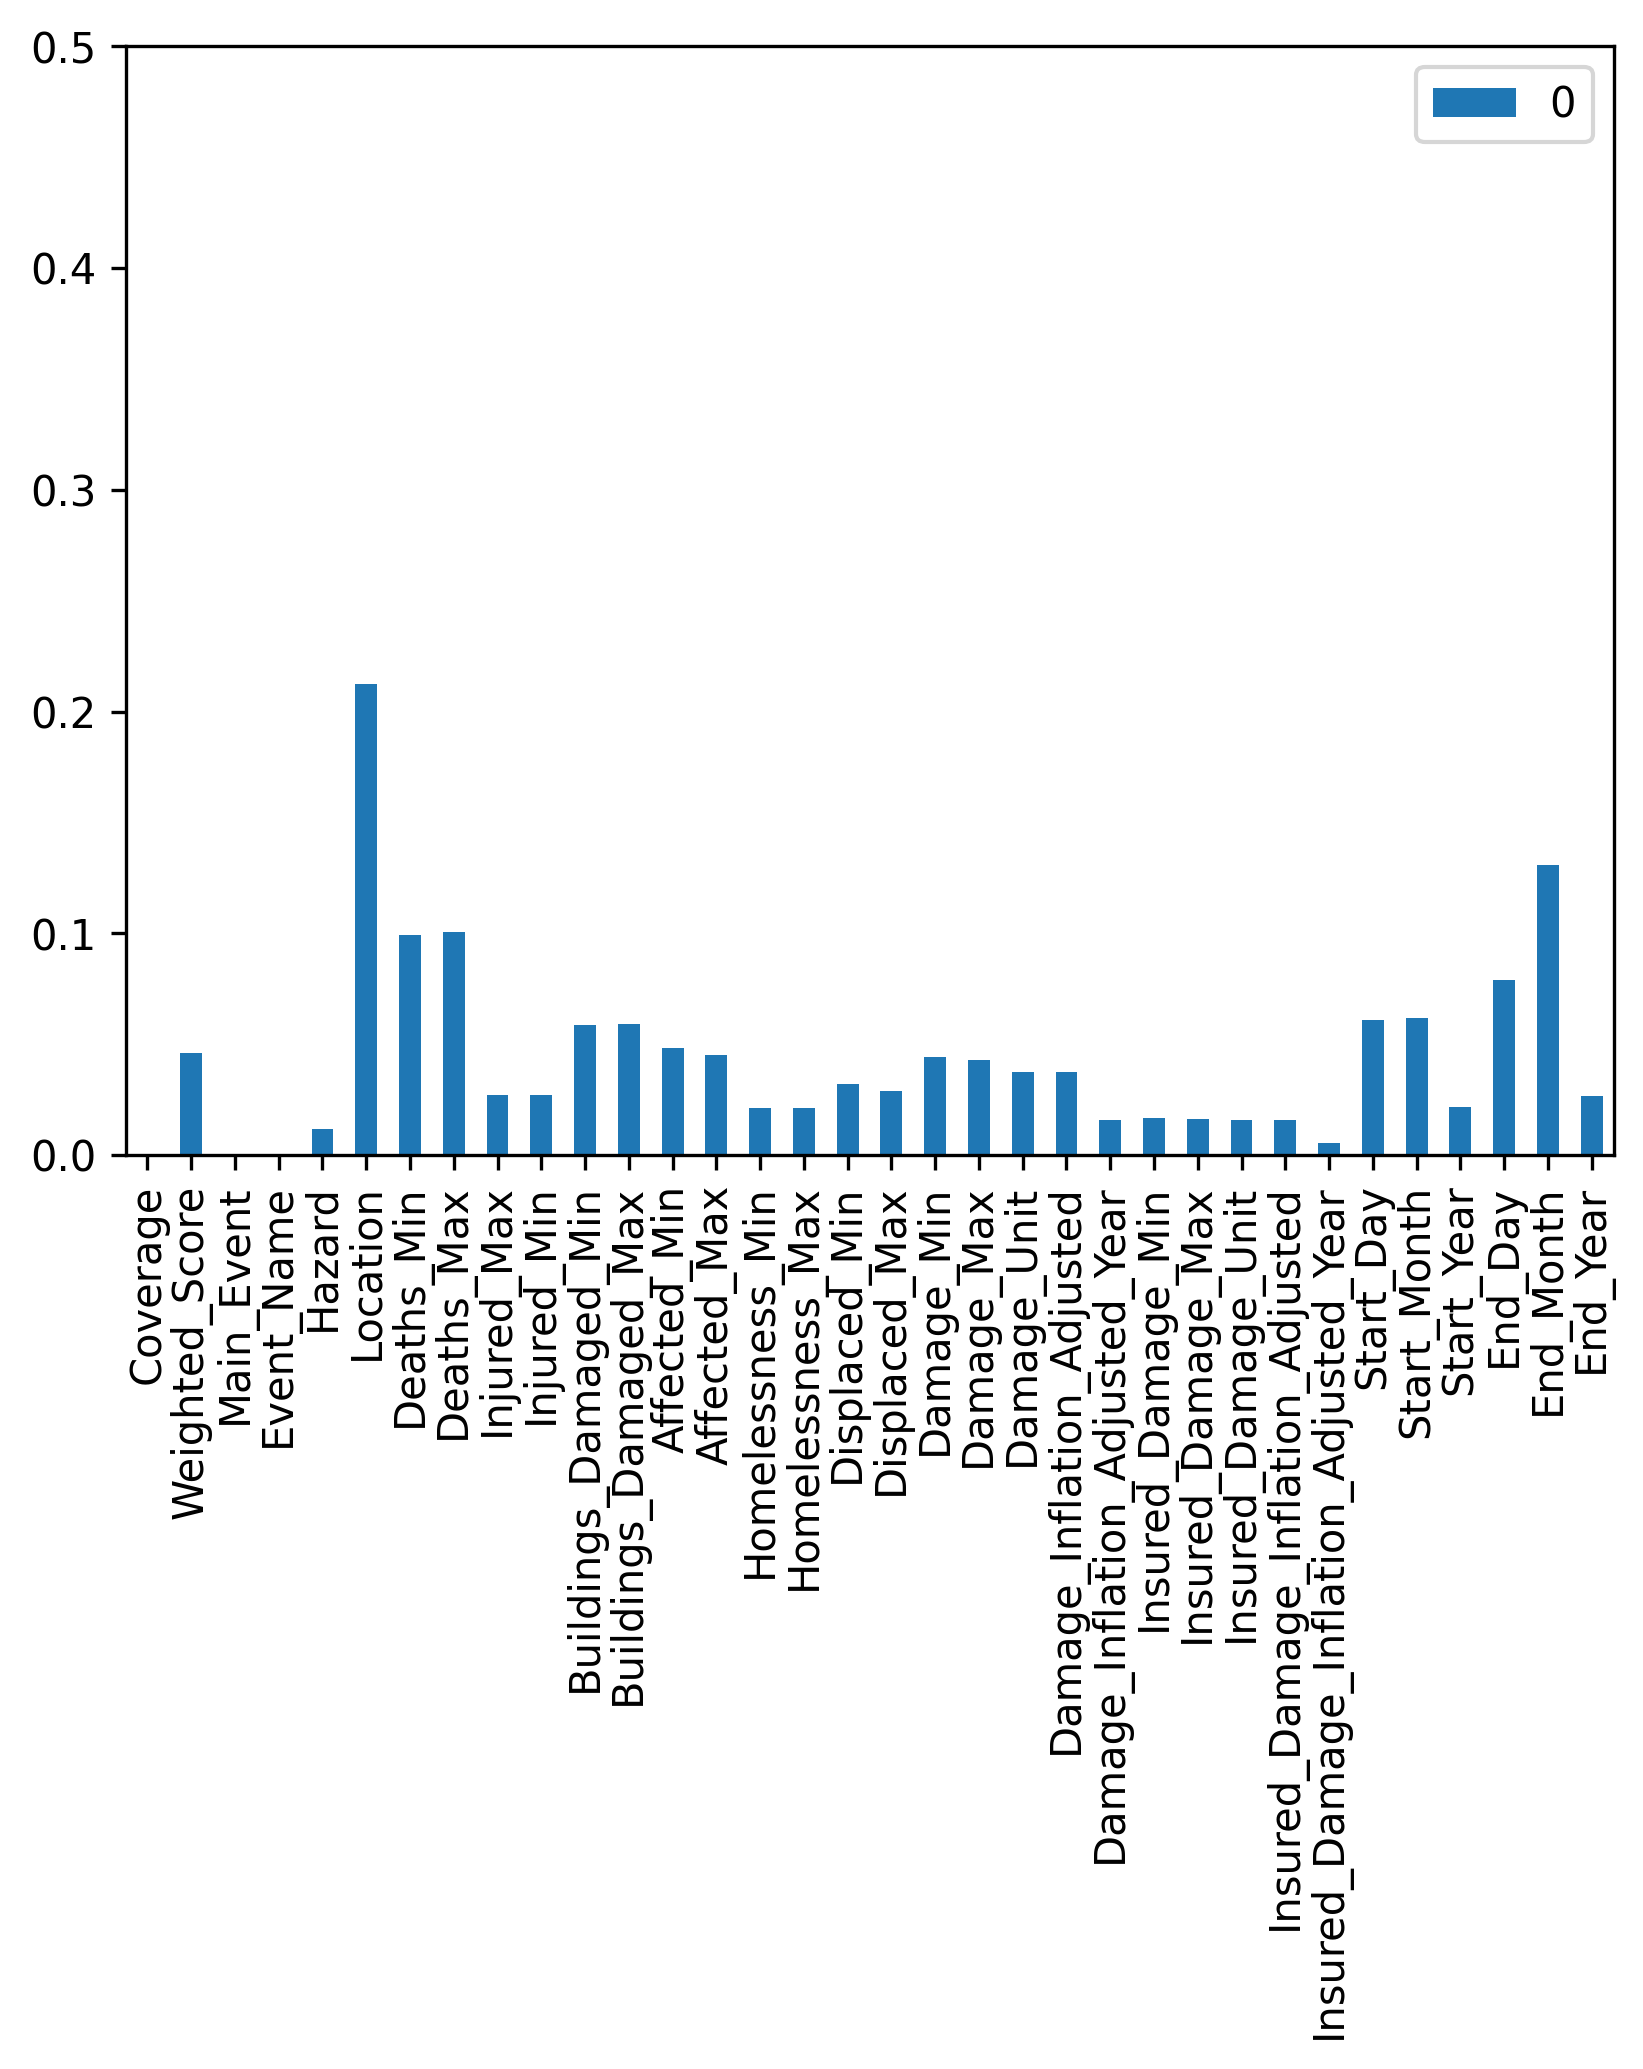 0.5
0.4
0.3
0.2
0.1
0.0
0
Coverage
Weighted_Score
Main_Event
Event_Name
Hazard
Location
Deaths_Min
Deaths_Max
Injured_Max
Injured_Min
Buildings_Damaged_Min
Buildings_Damaged_Max
Affected_Min
Affected_Max
Homelessness_Min
Homelessness_Max
Displaced_Min
Displaced_Max
Damage_Min
Damage_Max
Damage_Unit
Damage_Inflation_Adjusted
Damage_Inflation_Adjusted_Year
Insured_Damage_Min
Insured_Damage_Max
Insured_Damage_Unit
Insured_Damage_Inflation_Adjusted
Insured_Damage_Inflation_Adjusted_Year
Start_Day
Start_Month
Start_Year
End_Day
End_Month
End_Year